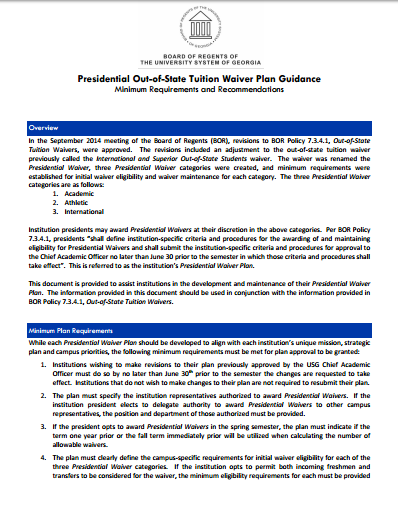 BOARD OF REGENTS OF
THE UNIVERSITY SYSTEM OF GEORGIA
Presidential Out-of-State Tuition Waiver Plan Guidance
Minimum Requirements and Recommendations
Overview
In the September 2014 meeting of the Board of Regents (BOR), revisions to BOR Policy 7.3.4.1, Out-of-State
Tuition Waivers, were approved. The revisions included an adjustment to the out-of-state tuition waiver
previously called the International and Superior Out-of-State Students waiver. The waiver was renamed the
Presidential Waiver, three Presidential Waiver categories were created, and minimum requirements were
established for initial waiver eligibility and waiver maintenance for each category. The three Presidential Waiver
categories are as follows:
1. Academic
2. Athletic
3. International
Institution presidents may award Presidential Waivers at their discretion in the above categories. Per BOR Policy
7.3.4.1, presidents "shall define institution-specific criteria and procedures for the awarding of and maintaining
eligibility for Presidential Waivers and shall submit the institution-specific criteria and procedures for approval to
the Chief Academic Officer no later than June 30 prior to the semester in which those criteria and procedures shall
take effect". This is referred to as the institution's Presidential Waiver Plan.
This document is provided to assist institutions in the development and maintenance of their Presidential Waiver
Plan. The information provided in this document should be used in conjunction with the information provided in
BOR Policy 7.3.4.1, Out-of-State Tuition Waivers.
Minimum Plan Requirements
While each Presidential Waiver Plan should be developed to align with each institution's unique mission, strategic
plan and campus priorities, the following minimum requirements must be met for plan approval to be granted:
1. Institutions wishing to make revisions to their plan previously approved by the USG Chief Academic
Officer must do so by no later than June 30th prior to the semester the changes are requested to take
effect. Institutions that do not wish to make changes to their plan are not required to resubmit their plan.
2. The plan must specify the institution representatives authorized to award Presidential Waivers. If the
institution president elects to delegate authority to award Presidential Waivers to other campus
representatives, the position and department of those authorized must be provided.
3. If the president opts to award Presidential Waivers in the spring semester, the plan must indicate if the
term one year prior or the fall term immediately prior will be utilized when calculating the number of
allowable waivers.
4. The plan must clearly define the campus-specific requirements for initial waiver eligibility for each of the
three Presidential Waiver categories. If the institution opts to permit both incoming freshmen and
transfers to be considered for the waiver, the minimum eligibility requirements for each must be provided